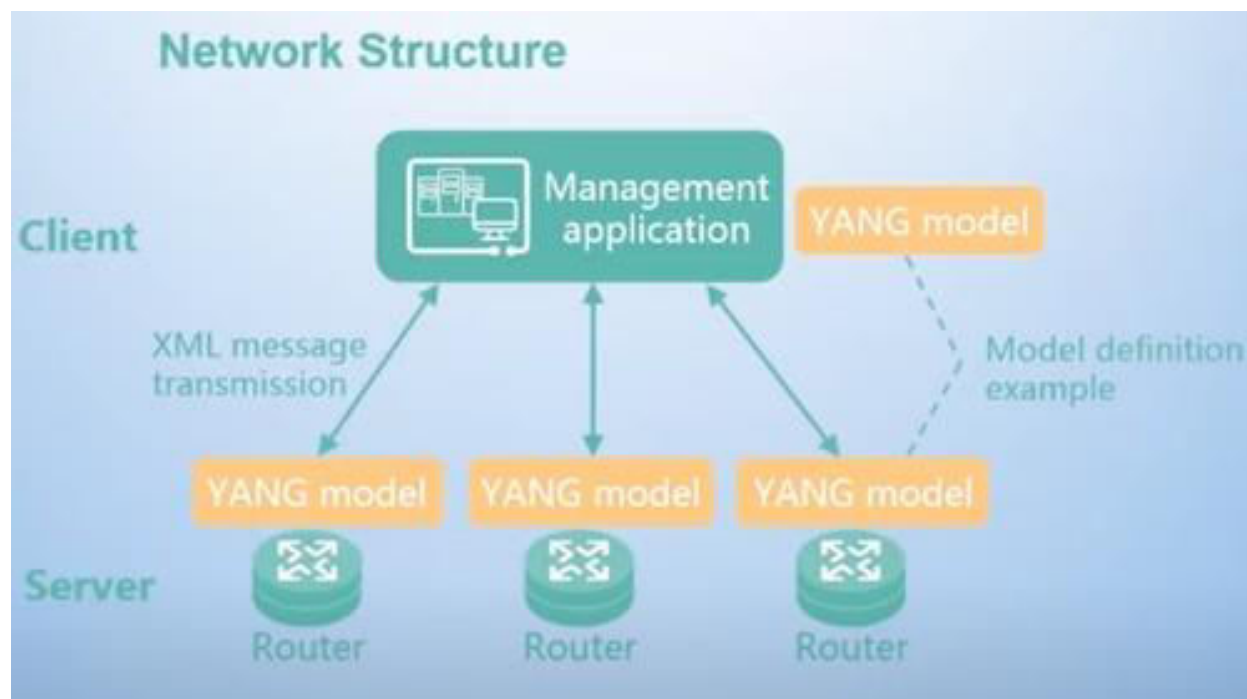 Network Structure
Management
application
YANG model
Client
XML message
transmission
Model definition
example
YANG model
YANG model
YANG model
Server
Router
Router
Router